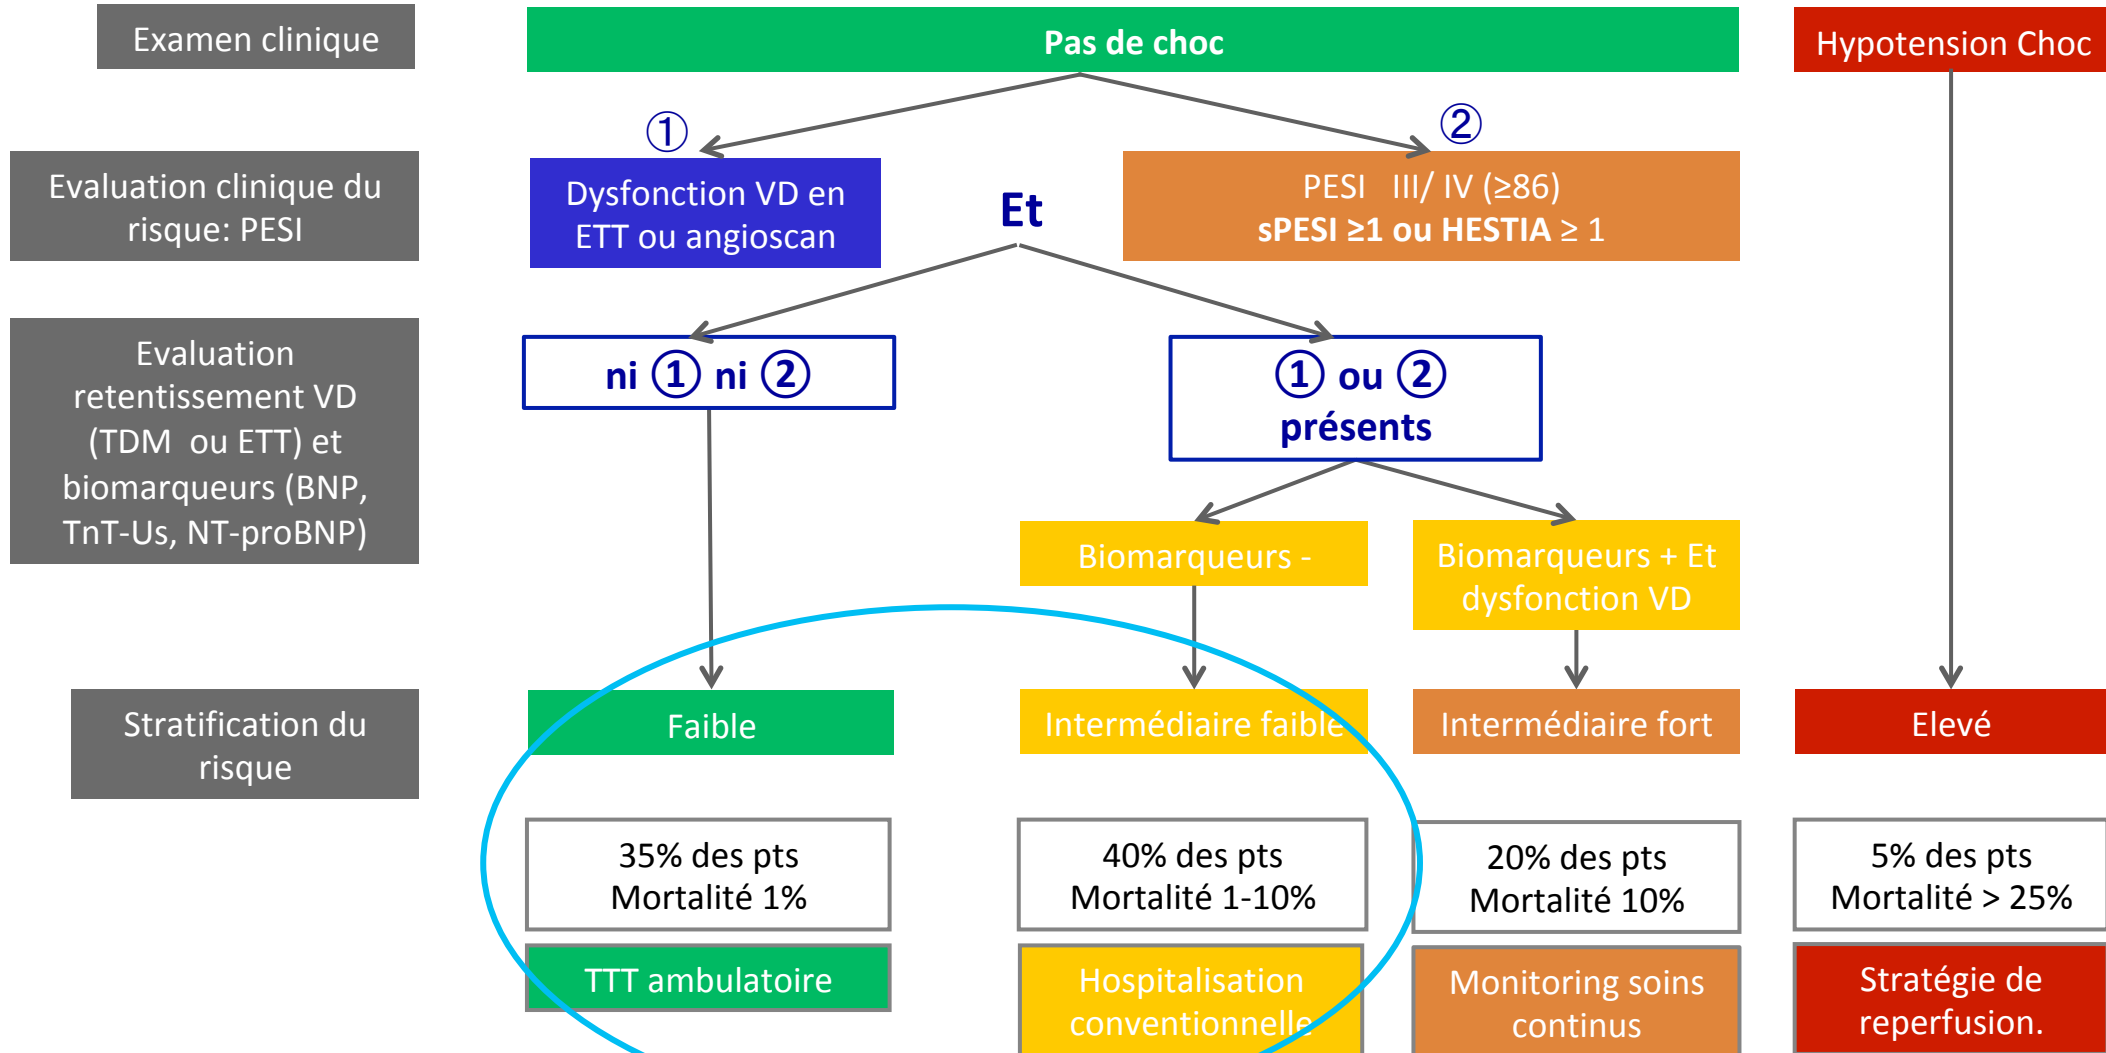 Examen clinique
Pas de choc
Hypotension Choc
①
②
Evaluation clinique du
risque: PESI
Dysfonction VD en
ETT ou angioscan
Et
PESI III/ IV (≥86)
sPESI ≥1 ou HESTIA ≥ 1
Evaluation
retentissement VD
(TDM ou ETT) et
biomarqueurs (BNP,
TnT-Us, NT-proBNP)
ni ① ni ②
① ou ②
présents
Biomarqueurs -
Biomarqueurs + Et
dysfonction VD
Stratification du
risque
Faible
Intermédiaire faible
Intermédiaire fort
Elevé
35% des pts
Mortalité 1%
40% des pts
Mortalité 1-10%
20% des pts
Mortalité 10%
5% des pts
Mortalité > 25%
TTT ambulatoire
Hospitalisation
conventionnelle
Monitoring soins
continus
Stratégie de
reperfusion.